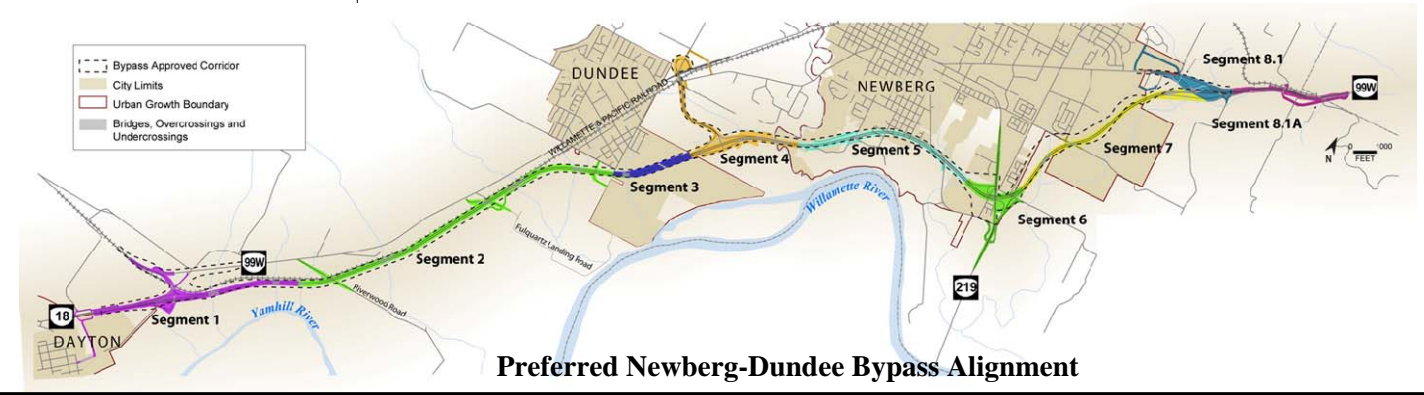 Bypass Approved Corridor
City Limits
Urban Growth Boundary
Bridges, Overcrossings and
Undercrossings
DUNDEE
WILLAMETTE & PACIFIC RAILROAD
NEWBERG
Segment 8.1
99W
Segment 8.1A
Segment 7
N
FEET
Segment 5
Segment 4
Segment 3
Willamette River
Segment 6
Fulquartz Landing Road
Segment 2
99W
219
Riverwood Road
Yamhill River
18
Segment 1
DAYTON
Preferred Newberg-Dundee Bypass Alignment